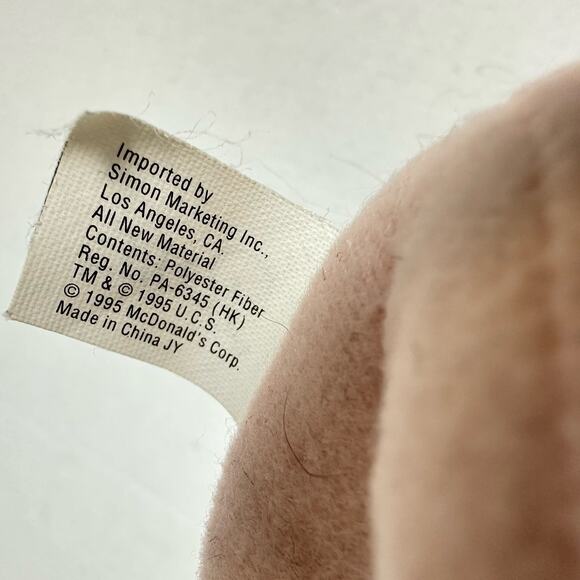 Imported by
Simon Marketing Inc.,
Los Angeles, CA.
All New Material
Contents: Polyester Fiber
Reg. No. PA-6345 (HK)
TM & © 1995 U.C.S.
© 1995 McDonald's Corp.
Made in China JY